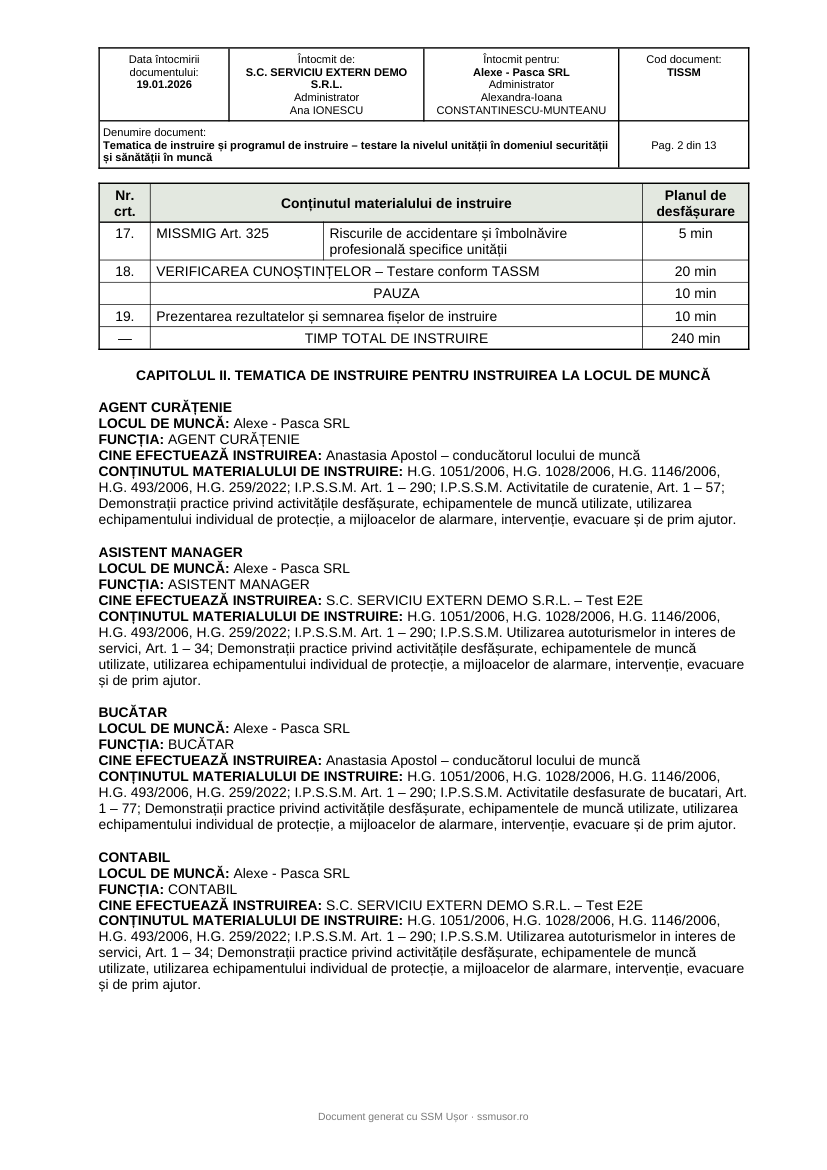 Data întocmirii
documentului:
19.01.2026
Întocmit de:
S.C. SERVICIU EXTERN DEMO
S.R.L.
Administrator
Ana IONESCU
Întocmit pentru:
Alexe - Pasca SRL
Administrator
Alexandra-Ioana
CONSTANTINESCU-MUNTEANU
Cod document:
TISSM
Denumire document:
Tematica de instruire și programul de instruire – testare la nivelul unității în domeniul securității
și sănătății în muncă
Pag. 2 din 13
Nr.
crt.
Conținutul materialului de instruire
Planul de
desfășurare
17.
MISSMIG Art. 325
Riscurile de accidentare și îmbolnăvire
profesională specifice unității
5 min
18.
VERIFICAREA CUNOȘTINȚELOR – Testare conform TASSM
20 min
PAUZA
10 min
19.
Prezentarea rezultatelor și semnarea fișelor de instruire
10 min
—
TIMP TOTAL DE INSTRUIRE
240 min
CAPITOLUL II. TEMATICA DE INSTRUIRE PENTRU INSTRUIREA LA LOCUL DE MUNCĂ
AGENT CURĂȚENIE
LOCUL DE MUNCĂ: Alexe - Pasca SRL
FUNCȚIA: AGENT CURĂȚENIE
CINE EFECTUEAZĂ INSTRUIREA: Anastasia Apostol – conducătorul locului de muncă
CONȚINUTUL MATERIALULUI DE INSTRUIRE: H.G. 1051/2006, H.G. 1028/2006, H.G. 1146/2006,
H.G. 493/2006, H.G. 259/2022; I.P.S.S.M. Art. 1 – 290; I.P.S.S.M. Activitatile de curatenie, Art. 1 – 57;
Demonstrații practice privind activitățile desfășurate, echipamentele de muncă utilizate, utilizarea
echipamentului individual de protecție, a mijloacelor de alarmare, intervenție, evacuare și de prim ajutor.
ASISTENT MANAGER
LOCUL DE MUNCĂ: Alexe - Pasca SRL
FUNCȚIA: ASISTENT MANAGER
CINE EFECTUEAZĂ INSTRUIREA: S.C. SERVICIU EXTERN DEMO S.R.L. – Test E2E
CONȚINUTUL MATERIALULUI DE INSTRUIRE: H.G. 1051/2006, H.G. 1028/2006, H.G. 1146/2006,
H.G. 493/2006, H.G. 259/2022; I.P.S.S.M. Art. 1 – 290; I.P.S.S.M. Utilizarea autoturismelor in interes de
servici, Art. 1 – 34; Demonstrații practice privind activitățile desfășurate, echipamentele de muncă
utilizate, utilizarea echipamentului individual de protecție, a mijloacelor de alarmare, intervenție, evacuare
și de prim ajutor.
BUCĂTAR
LOCUL DE MUNCĂ: Alexe - Pasca SRL
FUNCȚIA: BUCĂTAR
CINE EFECTUEAZĂ INSTRUIREA: Anastasia Apostol – conducătorul locului de muncă
CONȚINUTUL MATERIALULUI DE INSTRUIRE: H.G. 1051/2006, H.G. 1028/2006, H.G. 1146/2006,
H.G. 493/2006, H.G. 259/2022; I.P.S.S.M. Art. 1 – 290; I.P.S.S.M. Activitatile desfasurate de bucatari, Art.
1 – 77; Demonstrații practice privind activitățile desfășurate, echipamentele de muncă utilizate, utilizarea
echipamentului individual de protecție, a mijloacelor de alarmare, intervenție, evacuare și de prim ajutor.
CONTABIL
LOCUL DE MUNCĂ: Alexe - Pasca SRL
FUNCȚIA: CONTABIL
CINE EFECTUEAZĂ INSTRUIREA: S.C. SERVICIU EXTERN DEMO S.R.L. – Test E2E
CONȚINUTUL MATERIALULUI DE INSTRUIRE: H.G. 1051/2006, H.G. 1028/2006, H.G. 1146/2006,
H.G. 493/2006, H.G. 259/2022; I.P.S.S.M. Art. 1 – 290; I.P.S.S.M. Utilizarea autoturismelor in interes de
servici, Art. 1 – 34; Demonstrații practice privind activitățile desfășurate, echipamentele de muncă
utilizate, utilizarea echipamentului individual de protecție, a mijloacelor de alarmare, intervenție, evacuare
și de prim ajutor.
Document generat cu SSM Ușor · ssmusor.ro